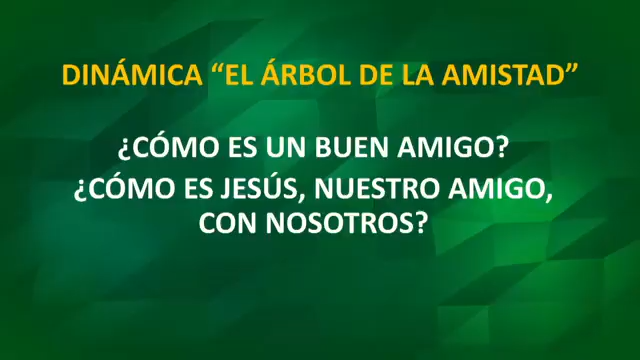 DINÁMICA “EL ÁRBOL DE LA AMISTAD”
¿CÓMO ES UN BUEN AMIGO?
¿CÓMO ES JESÚS, NUESTRO AMIGO,
CON NOSOTROS?